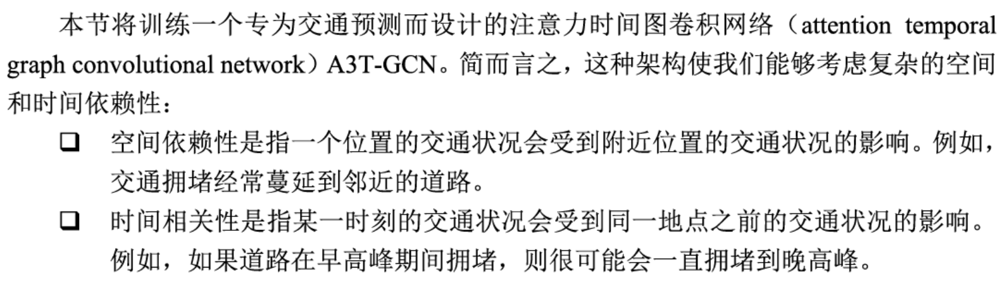 本节将训练一个专为交通预测而设计的注意力时间图卷积网络（attention temporal
graph convolutional network）A3T-GCN。简而言之，这种架构使我们能够考虑复杂的空间
和时间依赖性：
❑ 空间依赖性是指一个位置的交通状况会受到附近位置的交通状况的影响。例如，
交通拥堵经常蔓延到邻近的道路。
❑ 时间相关性是指某一时刻的交通状况会受到同一地点之前的交通状况的影响。
例如，如果道路在早高峰期间拥堵，则很可能会一直拥堵到晚高峰。